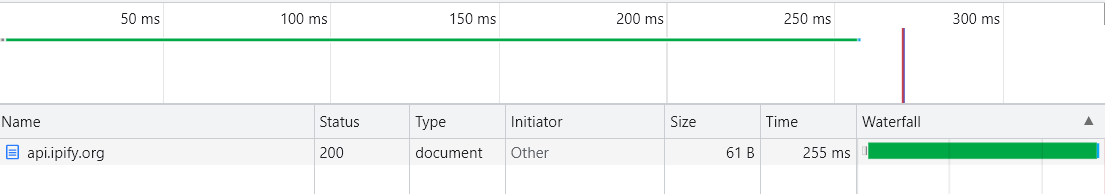 50 ms 100 ms 150 ms 200 ms 250 ms 300 ms
Name Status Type Initiator Size Time Waterfall ▲
api.ipify.org 200 document Other 61 B 255 ms